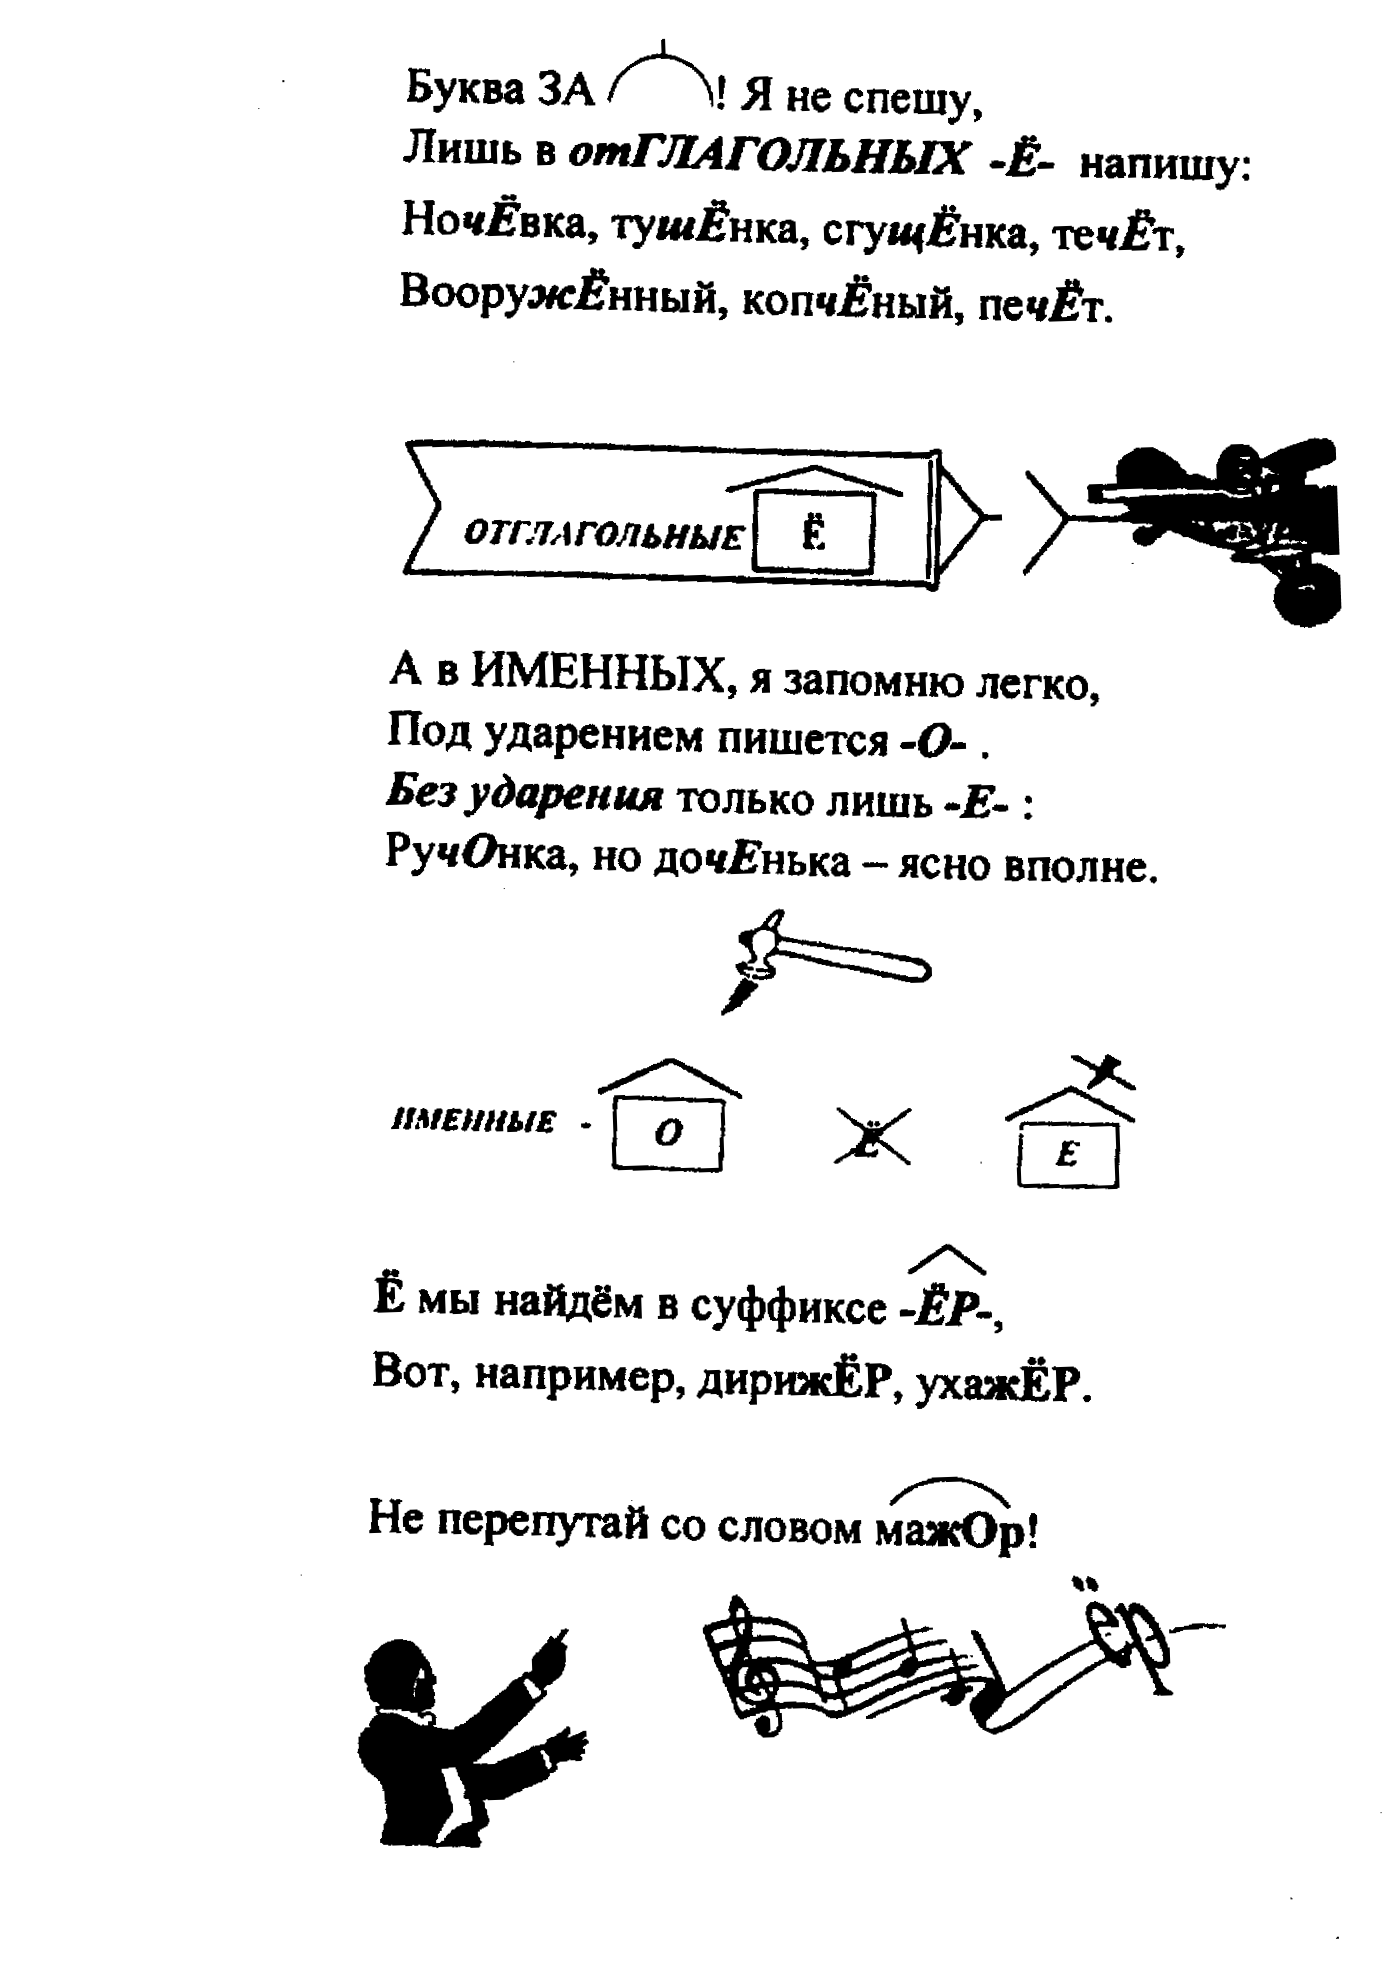 Буква ЗА ! Я не спешу,
Лишь в отГЛАГОЛЬНЫХ -Ё- напишу:
НочЁвка, тушЁнка, сгущЁнка, течЁт,
ВооружЁнный, копчЁный, печЁт.
ОТГЛАГОЛЬНЫЕ Ё
А в ИМЕННЫХ, я запомню легко,
Под ударением пишется -О- .
Без ударения только лишь -Е- :
РучОнка, но дочЕнька – ясно вполне.
ИМЕННЫЕ - О Ё Е
Ё мы найдём в суффиксе -ЁР-,
Вот, например, дирижЁР, ухажЁР.
Не перепутай со словом мажОр!
ёр